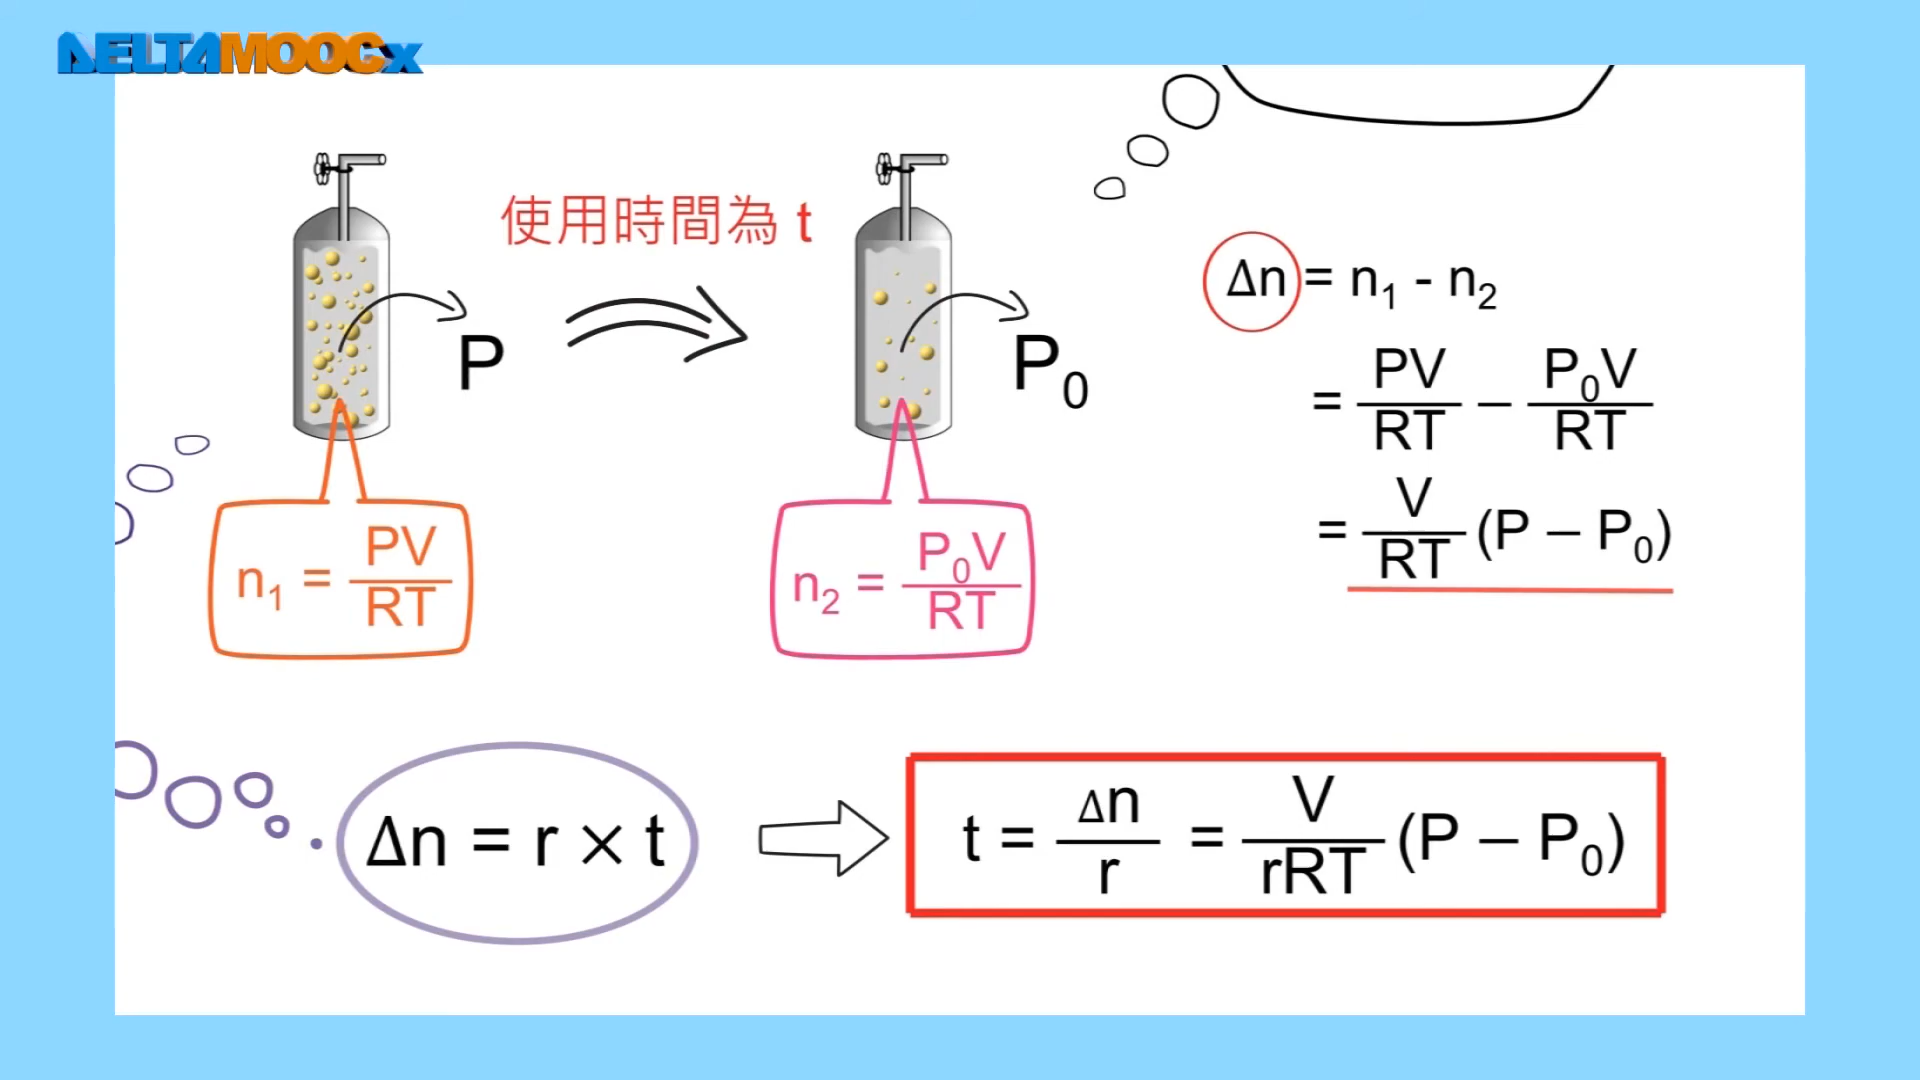 DELTAMOOCx
使用時間為 t
P
P₀
n₁ = PV/RT
n₂ = P₀V/RT
Δn = n₁ - n₂
= PV/RT – P₀V/RT
= V/RT (P – P₀)
Δn = r × t
t = Δn/r = V/rRT (P – P₀)